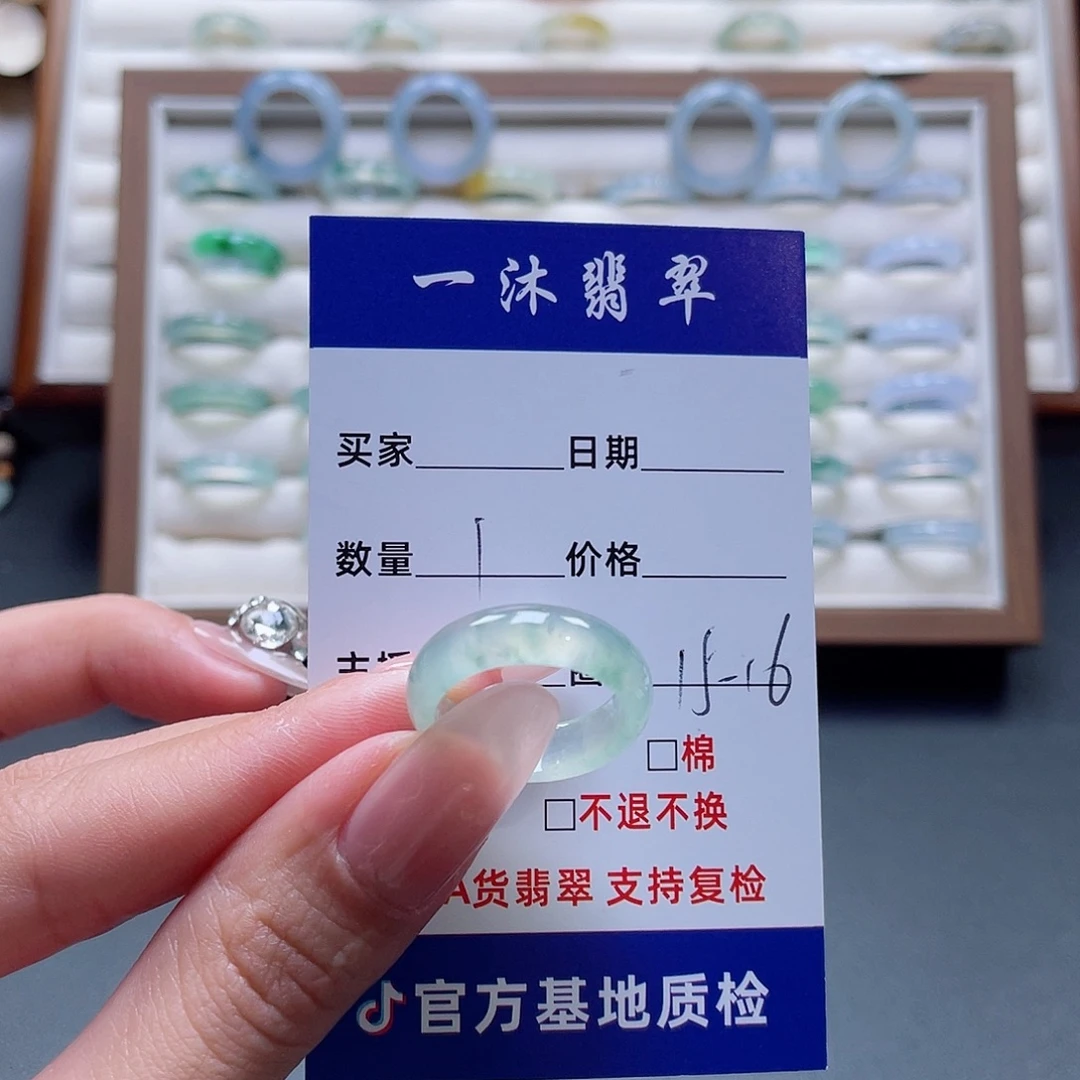 一沐翡翠
买家 日期
数量 1 价格
15-16
□棉
□不退不换
A货翡翠 支持复检
官方基地质检